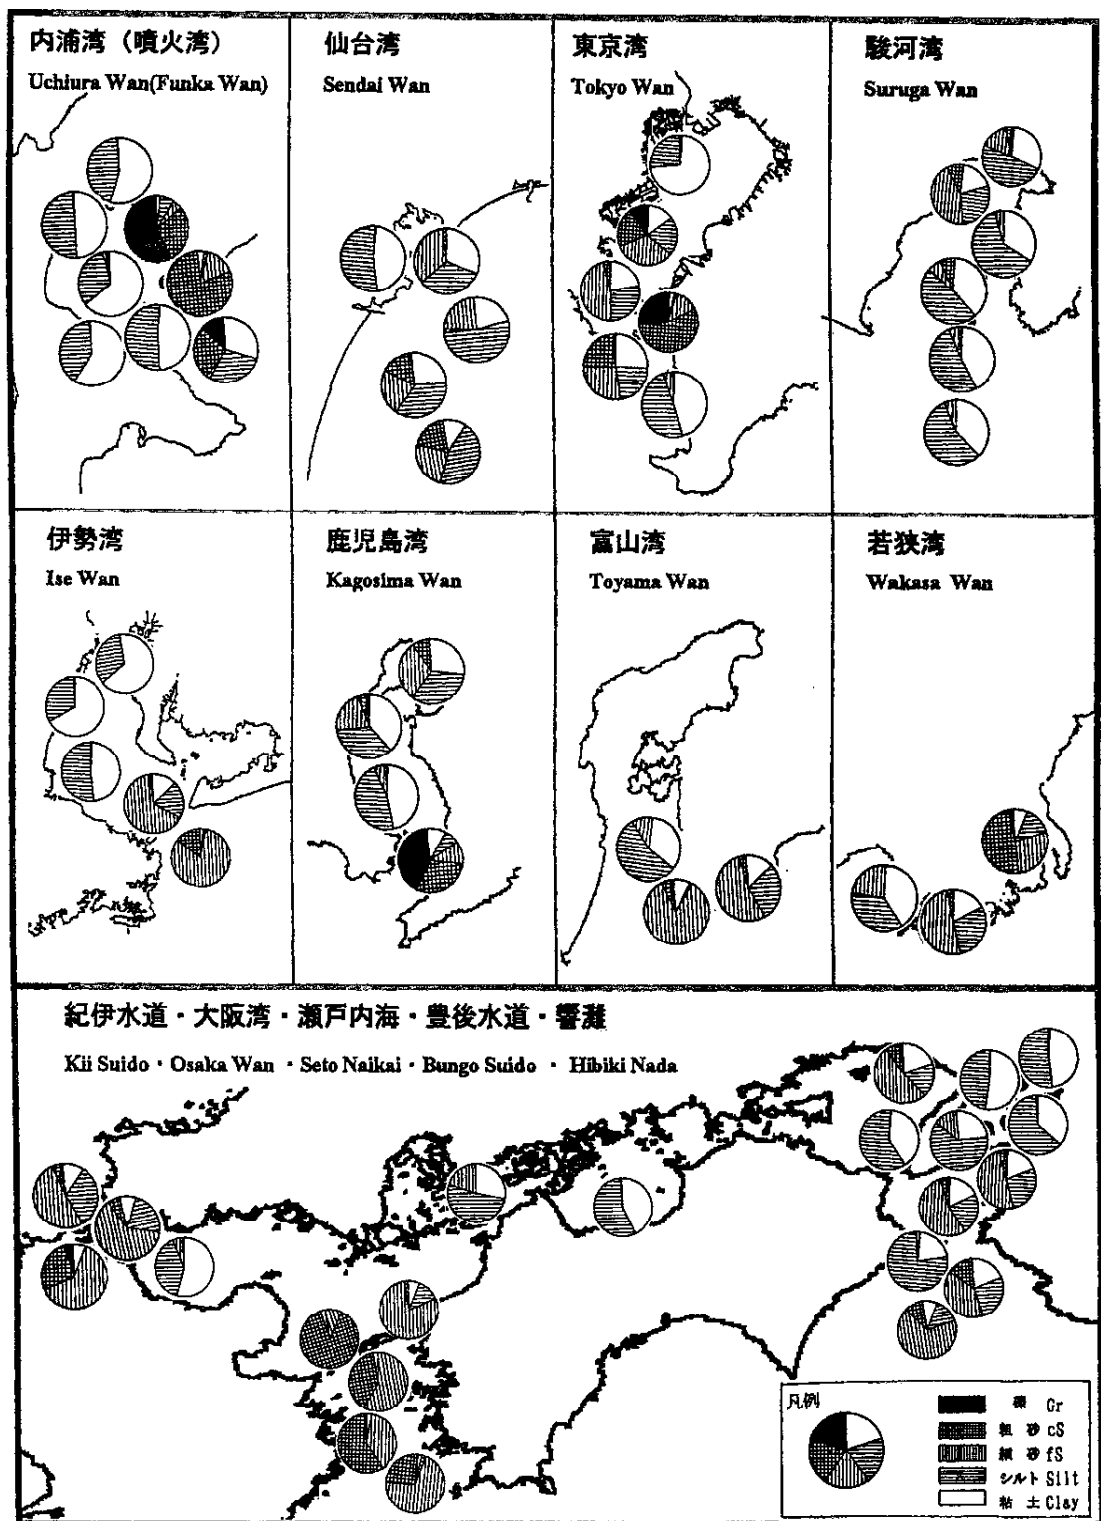 内浦湾（噴火湾）
Uchiura Wan(Funka Wan)
仙台湾
Sendai Wan
東京湾
Tokyo Wan
駿河湾
Suruga Wan
伊勢湾
Ise Wan
鹿児島湾
Kagosima Wan
富山湾
Toyama Wan
若狭湾
Wakasa Wan
紀伊水道・大阪湾・瀬戸内海・豊後水道・響灘
Kii Suido・Osaka Wan ・Seto Naikai・Bungo Suido ・ Hibiki Nada
凡例
礫 Gr
粗 砂 cS
細 砂 fS
シルト Silt
粘 土 Clay